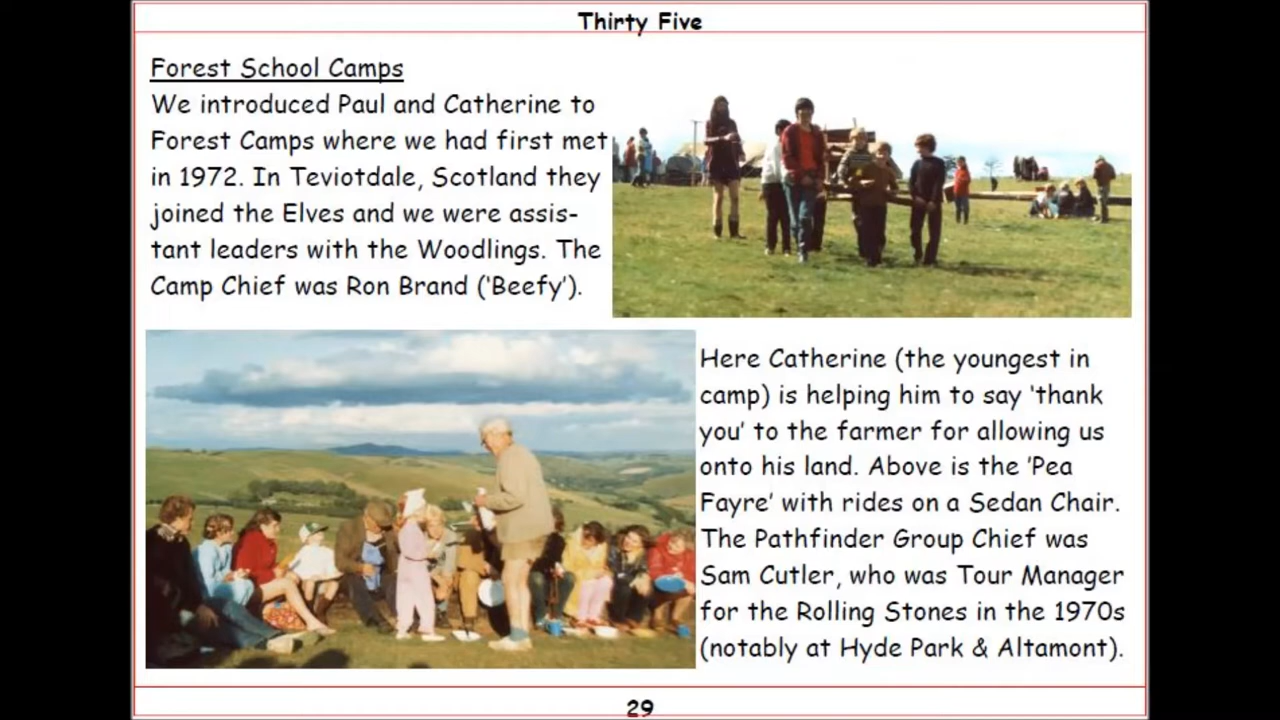 Thirty Five
Forest School Camps
We introduced Paul and Catherine to
Forest Camps where we had first met
in 1972. In Teviotdale, Scotland they
joined the Elves and we were assis-
tant leaders with the Woodlings. The
Camp Chief was Ron Brand ('Beefy').
Here Catherine (the youngest in
camp) is helping him to say 'thank
you' to the farmer for allowing us
onto his land. Above is the 'Pea
Fayre' with rides on a Sedan Chair.
The Pathfinder Group Chief was
Sam Cutler, who was Tour Manager
for the Rolling Stones in the 1970s
(notably at Hyde Park & Altamont).
29